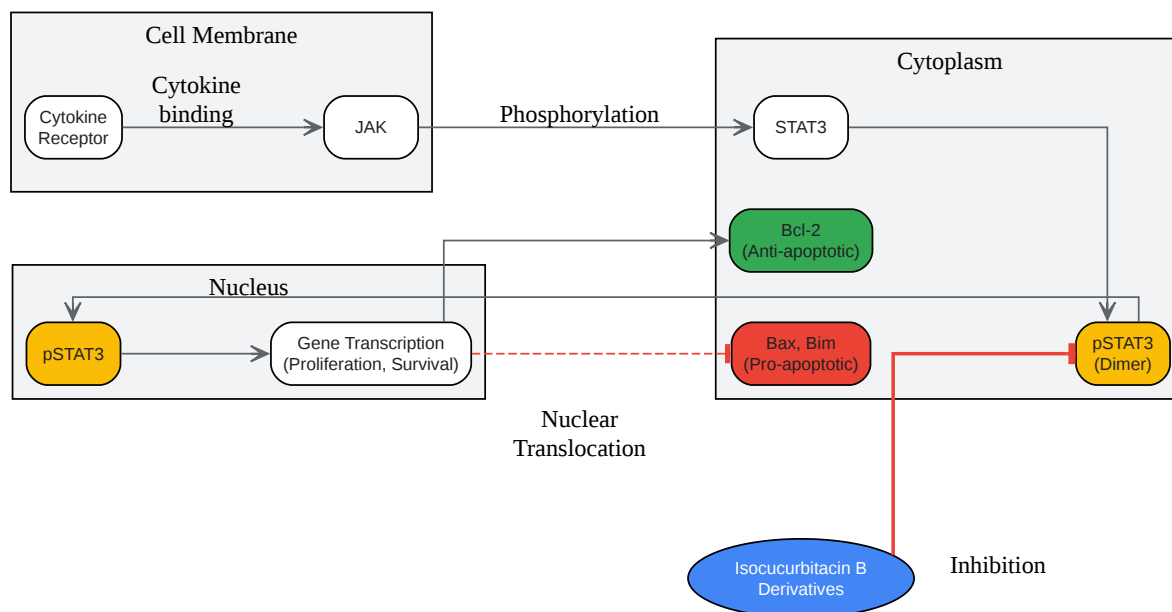 Cell Membrane
Cytokine
binding
Cytokine
Receptor
JAK
Phosphorylation
Cytoplasm
STAT3
Bcl-2
(Anti-apoptotic)
Nucleus
pSTAT3
Gene Transcription
(Proliferation, Survival)
Bax, Bim
(Pro-apoptotic)
pSTAT3
(Dimer)
Nuclear
Translocation
Isocucurbitacin B
Derivatives
Inhibition